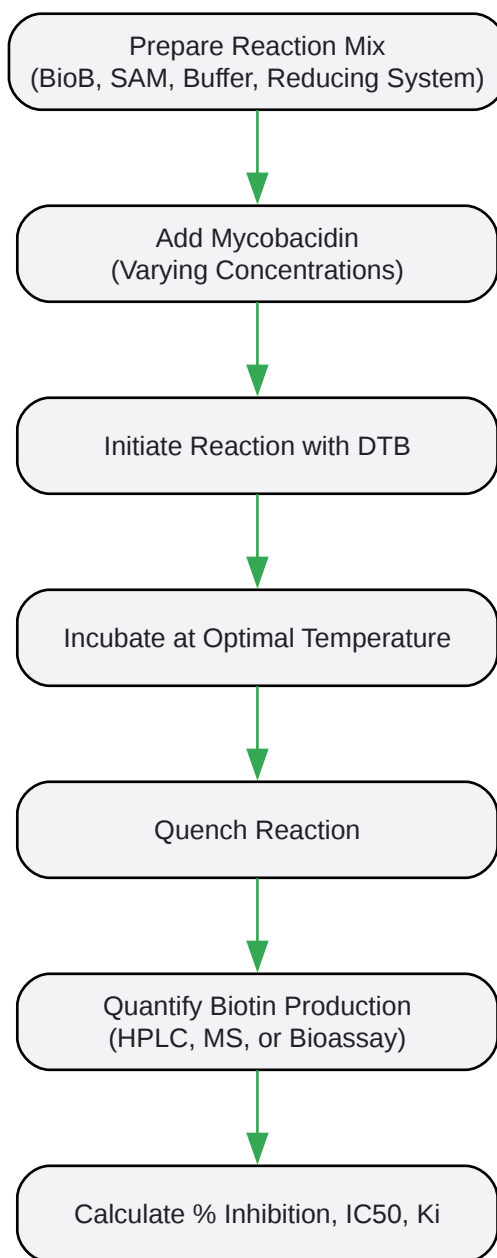 Prepare Reaction Mix
(BioB, SAM, Buffer, Reducing System)
Add Mycobacidin
(Varying Concentrations)
Initiate Reaction with DTB
Incubate at Optimal Temperature
Quench Reaction
Quantify Biotin Production
(HPLC, MS, or Bioassay)
Calculate % Inhibition, IC50, Ki